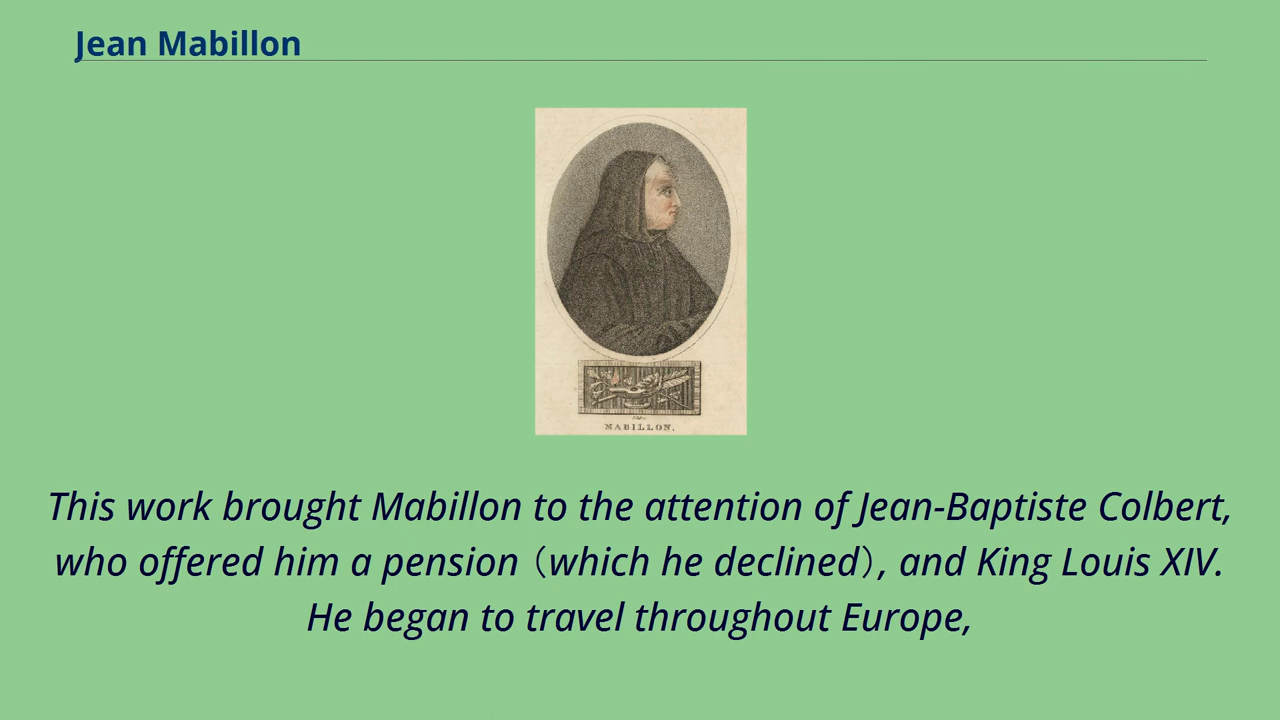 Jean Mabillon
MABILLON.
This work brought Mabillon to the attention of Jean-Baptiste Colbert,
who offered him a pension（which he declined）, and King Louis XIV.
He began to travel throughout Europe,